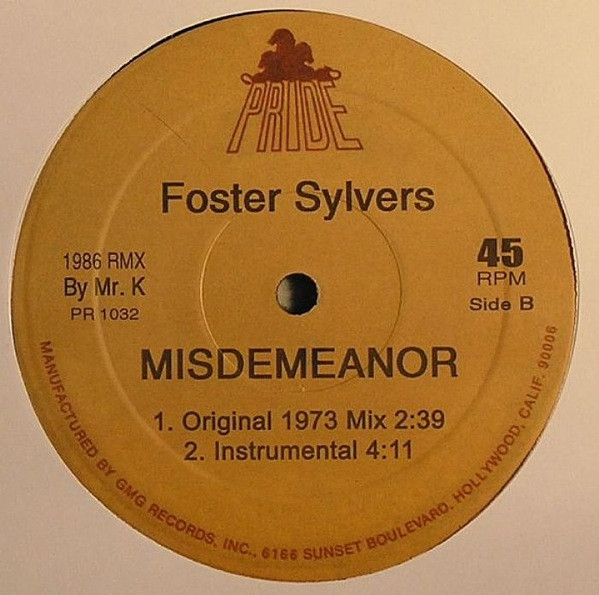 PRIDE
Foster Sylvers
1986 RMX
By Mr. K
PR 1032
45
RPM
Side B
MISDEMEANOR
1. Original 1973 Mix 2:39
2. Instrumental 4:11
MANUFACTURED BY GMG RECORDS, INC., 6166 SUNSET BOULEVARD, HOLLYWOOD, CALIF. 90006